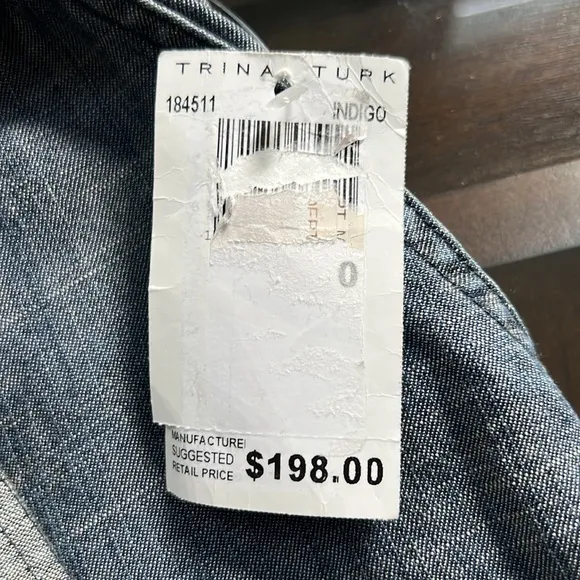 TRINA TURK
184511 INDIGO
0
MANUFACTURE
SUGGESTED
RETAIL PRICE $198.00